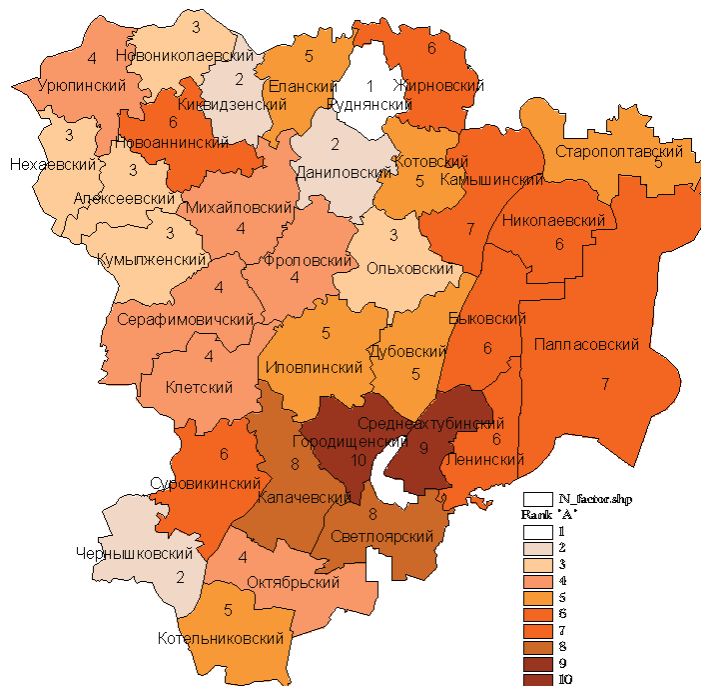 3
Новониколаевский
4
Урюпинский
2
Киквидзенский
5
Еланский
1
Руднянский
6
Жирновский
6
Новоаннинский
3
Нехаевский
3
Алексеевский
2
Даниловский
Котовский
5
Камышинский
7
Старополтавский
5
Николаевский
6
Михайловский
4
3
Кумылженский
Фроловский
4
3
Ольховский
4
Серафимовичский
Быковский
6
Палласовский
7
5
Иловлинский
Дубовский
5
4
Клетский
Среднеахтубинский
9
Городищенский
10
6
Ленинский
6
Суровикинский
8
Калачевский
8
Светлоярский
Чернышковский
2
4
Октябрьский
5
Котельниковский
N_factor.shp
Rank "A"
1
2
3
4
5
6
7
8
9
10